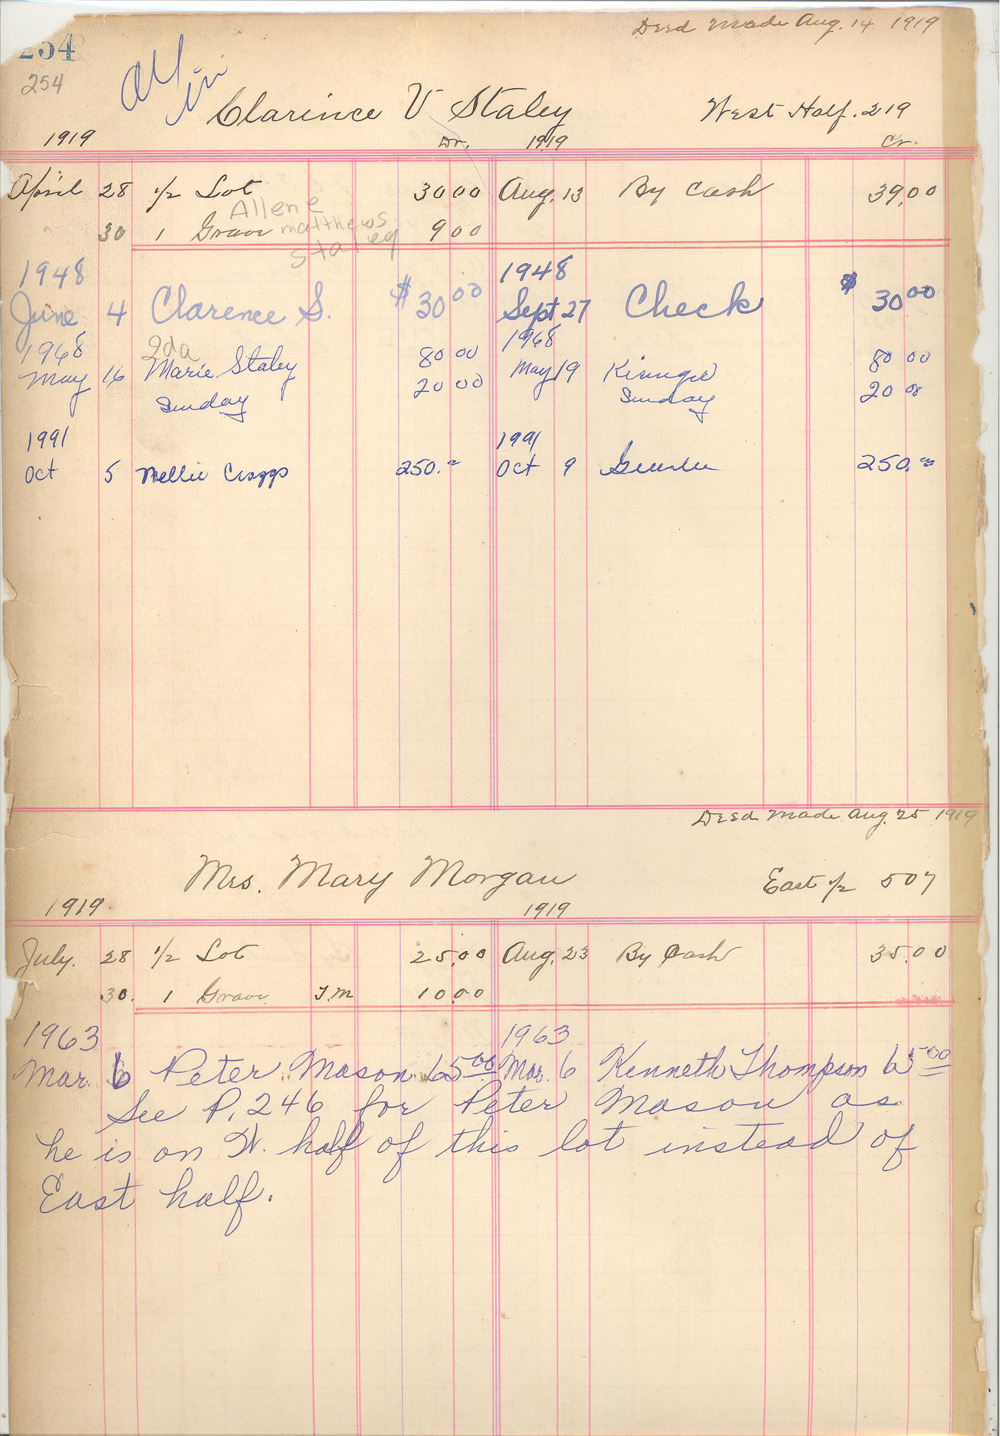 Deed Made Aug. 14 1919
254
254
All in
Clarince V Staley West Half. 219
1919 Dr. 1919 Cr.
April 28 1/2 Lot 30 00 Aug. 13 By Cash 39,00
30 1 Grave Allene matthews Staley 9 00
1948 1948
June 4 Clarence S. $30 00 Sept 27 Check $30 00
1968 Ida 1968
May 16 Marie Staley 80 00 May 19 80 00
Sunday 20 00 Sunday 20 00
1991 1991
Oct 5 Nellie Craggs 250.00 Oct 9 250.00
Deed Made Aug. 25 1919
Mrs. Mary Morgan East 1/2 507
1919 1919
July. 28 1/2 Lot 25,00 Aug. 23 By Cash 35.00
30. 1 Grave J.M 10 00
1963 1963
Mar. 6 Peter Mason 65 00 Mar. 6 Kenneth Thompson 65 00
See P. 246 for Peter Mason as
he is on W. half of this lot instead of
East half.